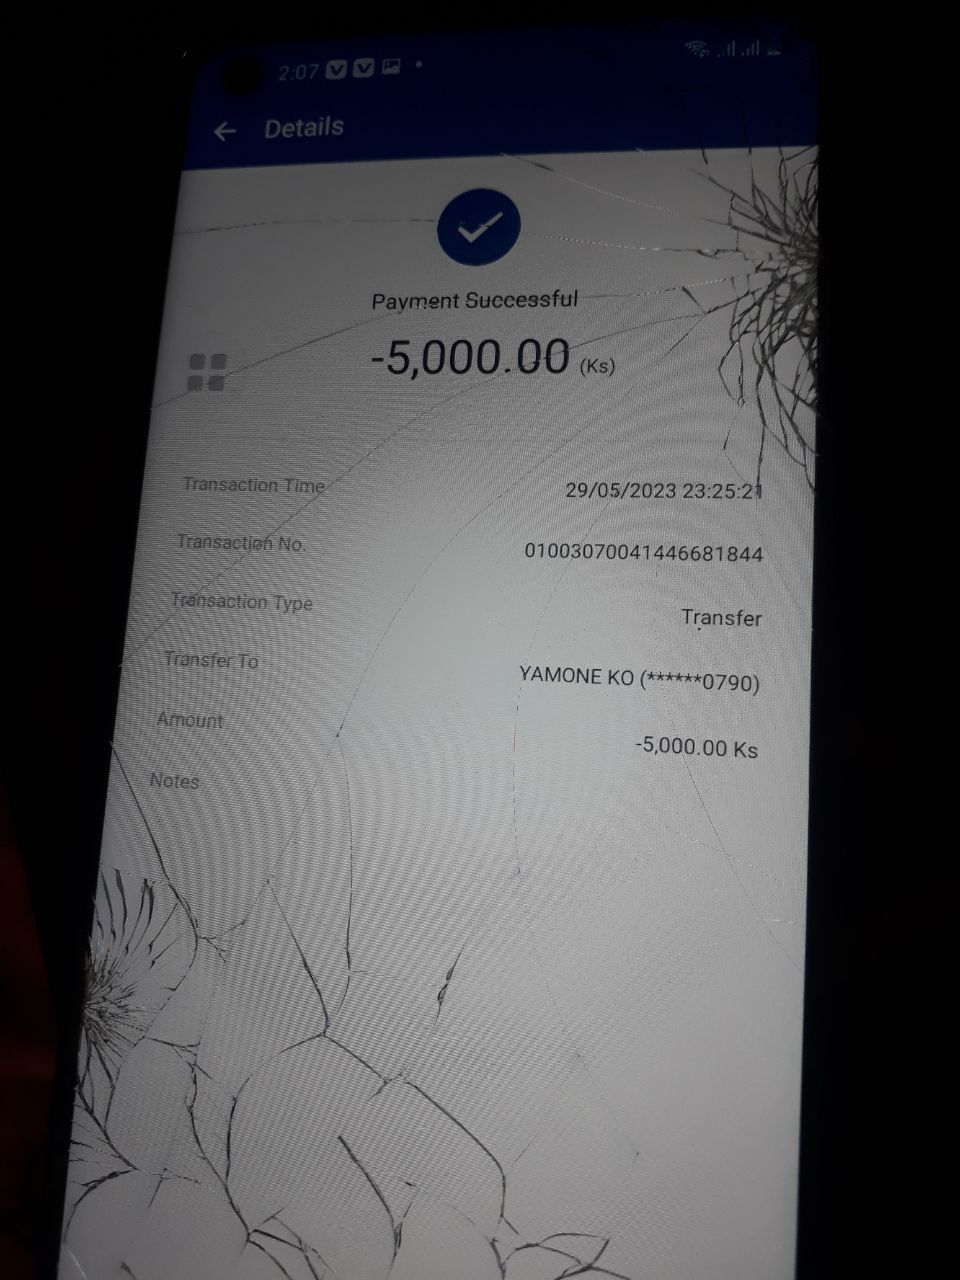 2:07
Details
Payment Successful
-5,000.00 (Ks)
Transaction Time 29/05/2023 23:25:21
Transaction No. 01003070041446681844
Transaction Type Transfer
Transfer To YAMONE KO (******0790)
Amount -5,000.00 Ks
Notes